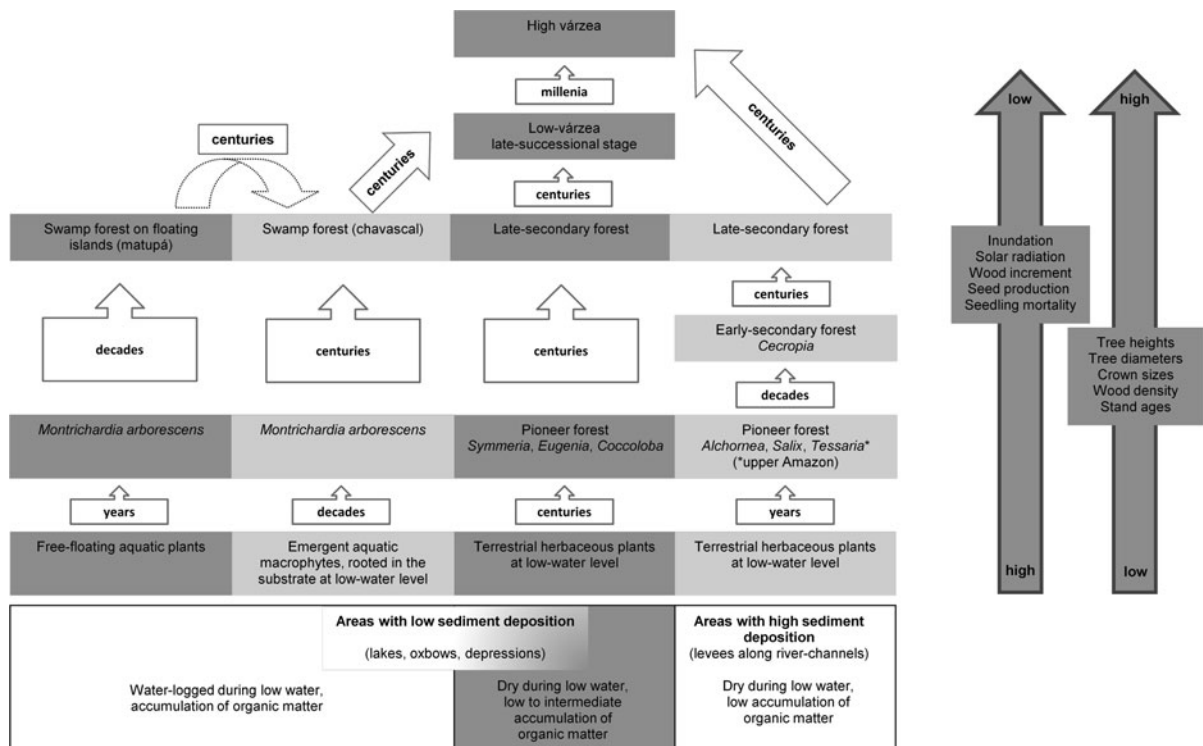 High várzea
millenia
Low-várzea
late-successional stage
centuries
centuries
centuries
centuries
Swamp forest on floating
islands (matupá)
Swamp forest (chavascal)
Late-secondary forest
Late-secondary forest
decades
centuries
centuries
centuries
Early-secondary forest
Cecropia
decades
Montrichardia arborescens
Montrichardia arborescens
Pioneer forest
Symmeria, Eugenia, Coccoloba
Pioneer forest
Alchornea, Salix, Tessaria*
(*upper Amazon)
years
decades
centuries
years
Free-floating aquatic plants
Emergent aquatic
macrophytes, rooted in the
substrate at low-water level
Terrestrial herbaceous plants
at low-water level
Terrestrial herbaceous plants
at low-water level
Areas with low sediment deposition
(lakes, oxbows, depressions)
Water-logged during low water,
accumulation of organic matter
Dry during low water,
low to intermediate
accumulation of
organic matter
Areas with high sediment
deposition
(levees along river-channels)
Dry during low water,
low accumulation of
organic matter
low
Inundation
Solar radiation
Wood increment
Seed production
Seedling mortality
high
high
Tree heights
Tree diameters
Crown sizes
Wood density
Stand ages
low